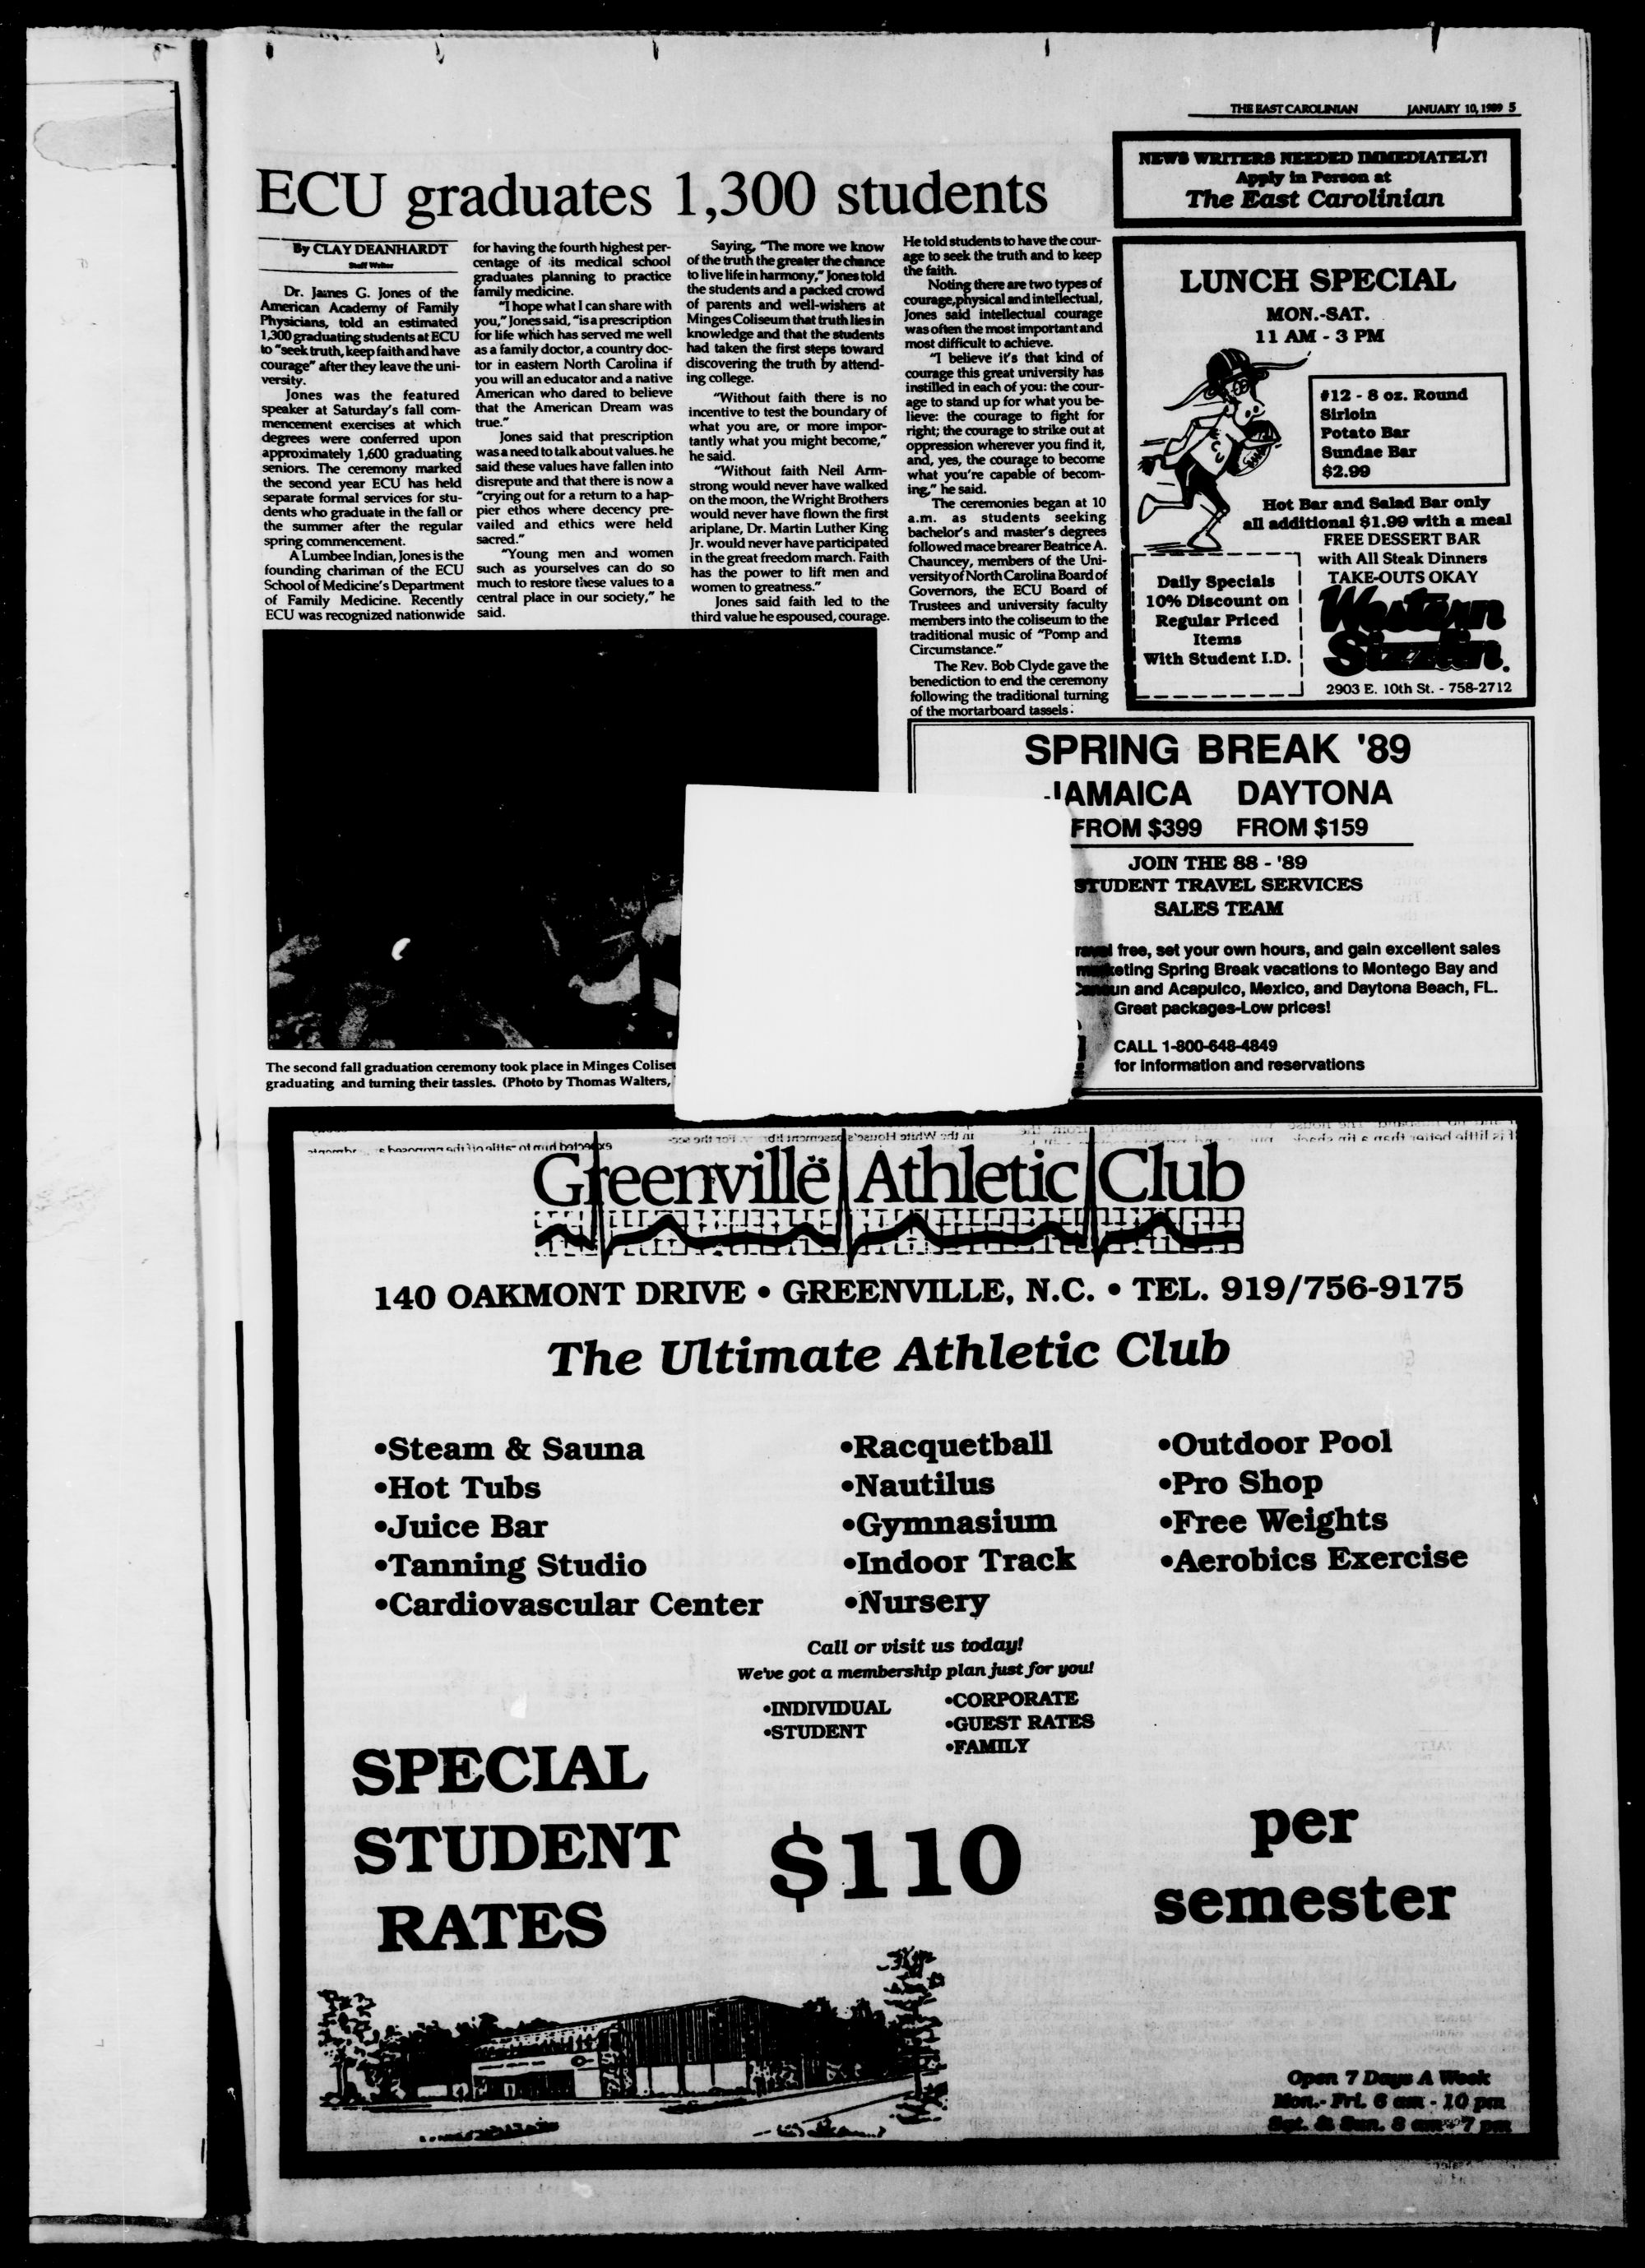 THE EAST CAROLINIAN JANUARY 10, 1989 5
ECU graduates 1,300 students
By CLAY DEANHARDT
Staff Writer
Dr. James G. Jones of the
American Academy of Family
Physicians, told an estimated
1,300 graduating students at ECU
to "seek truth, keep faith and have
courage" after they leave the uni-
versity.
Jones was the featured
speaker at Saturday's fall com-
mencement exercises at which
degrees were conferred upon
approximately 1,600 graduating
seniors. The ceremony marked
the second year ECU has held
separate formal services for stu-
dents who graduate in the fall or
the summer after the regular
spring commencement.
A Lumbee Indian, Jones is the
founding chariman of the ECU
School of Medicine's Department
of Family Medicine. Recently
ECU was recognized nationwide
for having the fourth highest per-
centage of its medical school
graduates planning to practice
family medicine.
"I hope what I can share with
you," Jones said, "is a prescription
for life which has served me well
as a family doctor, a country doc-
tor in eastern North Carolina if
you will an educator and a native
American who dared to believe
that the American Dream was
true."
Jones said that prescription
was a need to talk about values. he
said these values have fallen into
disrepute and that there is now a
"crying out for a return to a hap-
pier ethos where decency pre-
vailed and ethics were held
sacred."
"Young men and women
such as yourselves can do so
much to restore these values to a
central place in our society," he
said.
Saying, "The more we know
of the truth the greater the chance
to live life in harmony," Jones told
the students and a packed crowd
of parents and well-wishers at
Minges Coliseum that truth lies in
knowledge and that the students
had taken the first steps toward
discovering the truth by attend-
ing college.
"Without faith there is no
incentive to test the boundary of
what you are, or more impor-
tantly what you might become,"
he said.
"Without faith Neil Arm-
strong would never have walked
on the moon, the Wright Brothers
would never have flown the first
ariplane, Dr. Martin Luther King
Jr. would never have participated
in the great freedom march. Faith
has the power to lift men and
women to greatness."
Jones said faith led to the
third value he espoused, courage.
He told students to have the cour-
age to seek the truth and to keep
the faith.
Noting there are two types of
courage, physical and intellectual,
Jones said intellectual courage
was often the most important and
most difficult to achieve.
"I believe it's that kind of
courage this great university has
instilled in each of you: the cour-
age to stand up for what you be-
lieve: the courage to fight for
right; the courage to strike out at
oppression wherever you find it,
and, yes, the courage to become
what you're capable of becom-
ing," he said.
The ceremonies began at 10
a.m. as students seeking
bachelor's and master's degrees
followed mace brearer Beatrice A.
Chauncey, members of the Uni-
versity of North Carolina Board of
Governors, the ECU Board of
Trustees and university faculty
members into the coliseum to the
traditional music of "Pomp and
Circumstance."
The Rev. Bob Clyde gave the
benediction to end the ceremony
following the traditional turning
of the mortarboard tassels.
The second fall graduation ceremony took place in Minges Colise
graduating and turning their tassles. (Photo by Thomas Walters,
NEWS WRITERS NEEDED IMMEDIATELY!
Apply in Person at
The East Carolinian
LUNCH SPECIAL
MON.-SAT.
11 AM - 3 PM
#12 - 8 oz. Round
Sirloin
Potato Bar
Sundae Bar
$2.99
Hot Bar and Salad Bar only
all additional $1.99 with a meal
FREE DESSERT BAR
with All Steak Dinners
TAKE-OUTS OKAY
Daily Specials
10% Discount on
Regular Priced
Items
With Student I.D.
Western
Sizzlin.
2903 E. 10th St. - 758-2712
SPRING BREAK '89
JAMAICA DAYTONA
FROM $399 FROM $159
JOIN THE 88 - '89
STUDENT TRAVEL SERVICES
SALES TEAM
free, set your own hours, and gain excellent sales
marketing Spring Break vacations to Montego Bay and
Cancun and Acapulco, Mexico, and Daytona Beach, FL.
Great packages-Low prices!
CALL 1-800-648-4849
for information and reservations
Greenville Athletic Club
140 OAKMONT DRIVE • GREENVILLE, N.C. • TEL. 919/756-9175
The Ultimate Athletic Club
•Steam & Sauna
•Hot Tubs
•Juice Bar
•Tanning Studio
•Cardiovascular Center
•Racquetball
•Nautilus
•Gymnasium
•Indoor Track
•Nursery
•Outdoor Pool
•Pro Shop
•Free Weights
•Aerobics Exercise
Call or visit us today!
We've got a membership plan just for you!
•INDIVIDUAL
•STUDENT
•CORPORATE
•GUEST RATES
•FAMILY
SPECIAL
STUDENT
RATES
$110
per
semester
Open 7 Days A Week
Mon.- Fri. 6 am - 10 pm
Sat. & Sun. 8 am - 7 pm